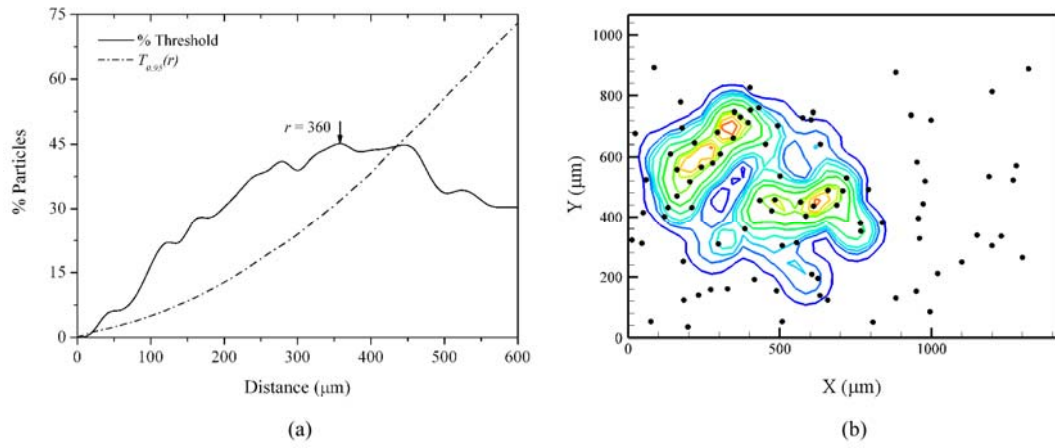 75
60
45
30
15
0
% Particles
% Threshold
T0.95(r)
r = 360
0 100 200 300 400 500 600
Distance (μm)
(a)
1000
800
600
400
200
0
Y (μm)
0 500 1000
X (μm)
(b)